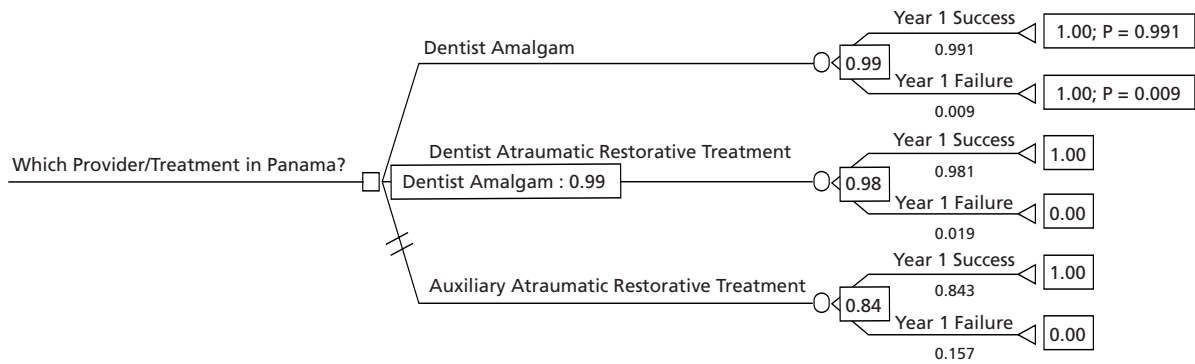 Which Provider/Treatment in Panama?
Dentist Amalgam : 0.99
Dentist Amalgam
0.99
Year 1 Success
0.991
1.00; P = 0.991
Year 1 Failure
0.009
1.00; P = 0.009
Dentist Atraumatic Restorative Treatment
0.98
Year 1 Success
0.981
1.00
Year 1 Failure
0.019
0.00
Auxiliary Atraumatic Restorative Treatment
0.84
Year 1 Success
0.843
1.00
Year 1 Failure
0.157
0.00